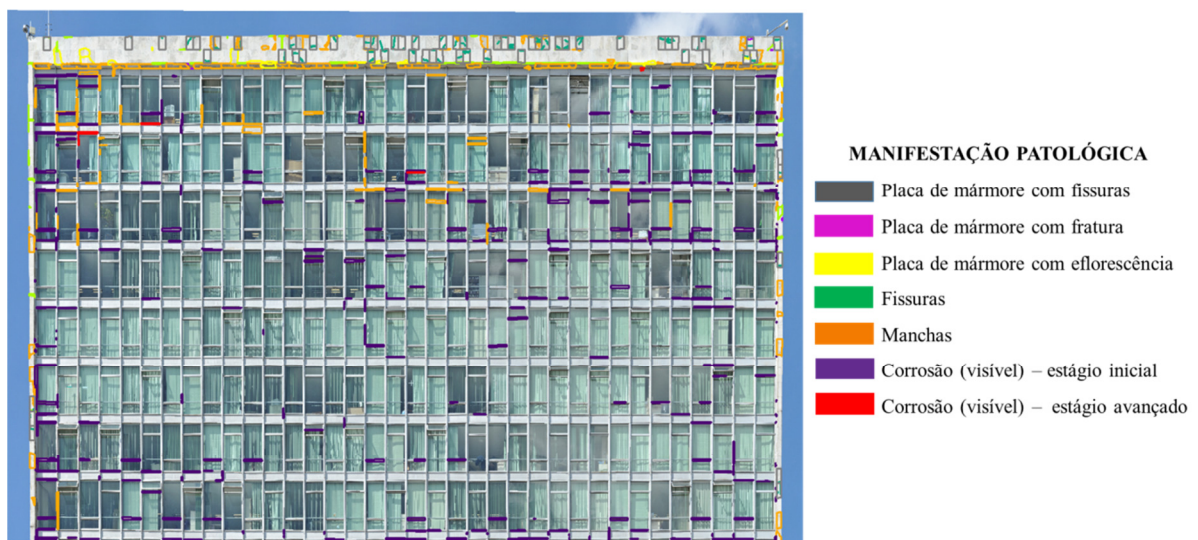 MANIFESTAÇÃO PATOLÓGICA
Placa de mármore com fissuras
Placa de mármore com fratura
Placa de mármore com eflorescência
Fissuras
Manchas
Corrosão (visível) – estágio inicial
Corrosão (visível) – estágio avançado